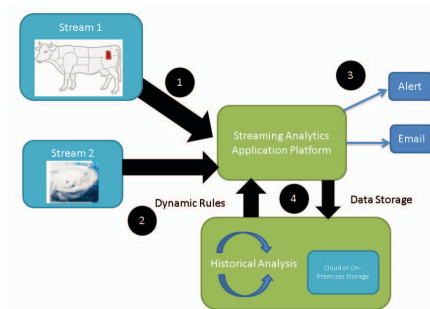 Stream 1
1
3
Alert
Streaming Analytics
Application Platform
Email
Stream 2
2
Dynamic Rules
4
Data Storage
Historical Analysis
Cloud or On-
Premises Storage